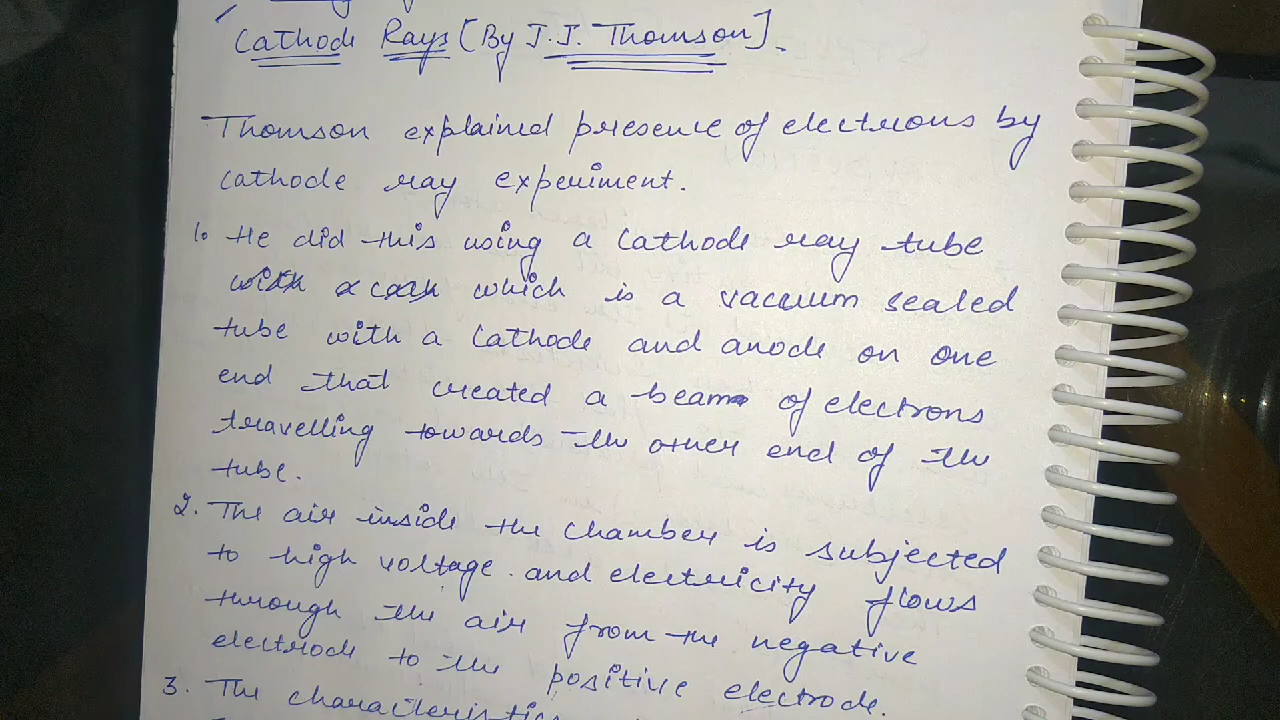 Cathode Rays [By J.J. Thomson].
Thomson explained presence of electrons by
cathode ray experiment.
1. He did this using a cathode ray tube
which is a vacuum sealed
tube with a cathode and anode on one
end that created a beam of electrons
travelling towards the other end of the
tube.
2. The air inside the chamber is subjected
to high voltage. and electricity flows
through the air from the negative
electrode to the positive electrode.
3. The characteristics